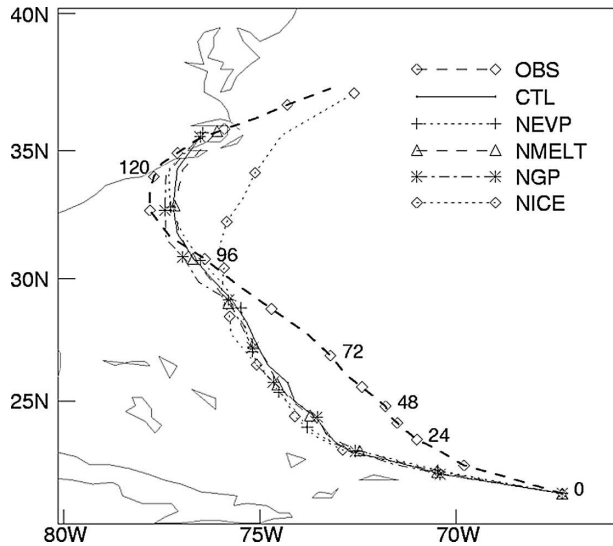 40N
35N
30N
25N
80W
75W
70W
OBS
CTL
NEVP
NMELT
NGP
NICE
120
96
72
48
24
0